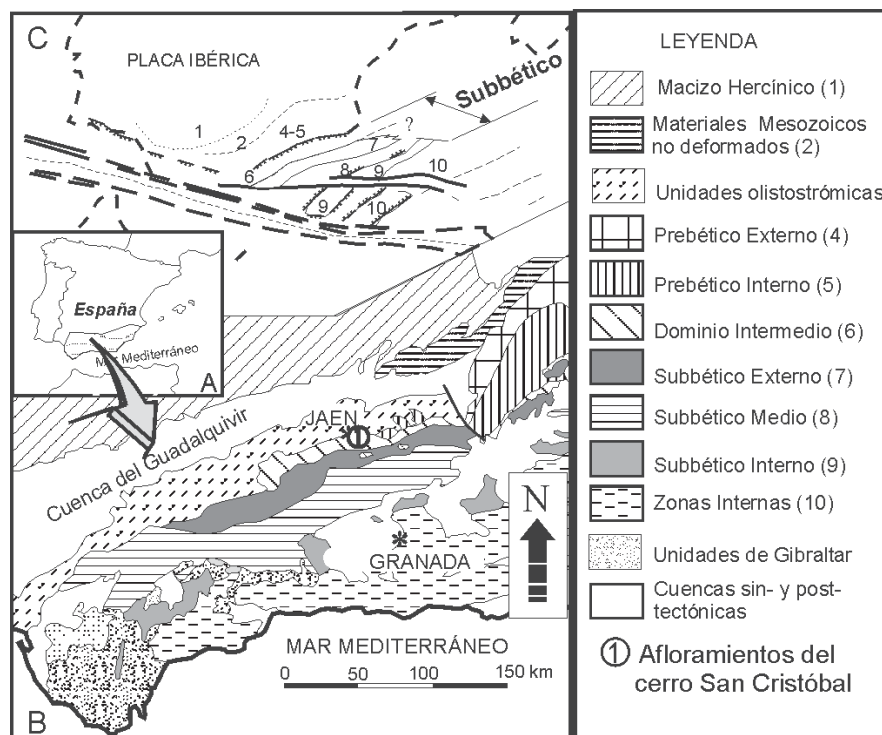 C
PLACA IBÉRICA
Subbético
1
2
4-5
7
?
6
8
9
10
9
10
España
Mar Mediterráneo
A
JAEN
1
Cuenca del Guadalquivir
N
GRANADA
MAR MEDITERRÁNEO
0 50 100 150 km
B
LEYENDA
Macizo Hercínico (1)
Materiales Mesozoicos
no deformados (2)
Unidades olistostrómicas
Prebético Externo (4)
Prebético Interno (5)
Dominio Intermedio (6)
Subbético Externo (7)
Subbético Medio (8)
Subbético Interno (9)
Zonas Internas (10)
Unidades de Gibraltar
Cuencas sin- y post-
tectónicas
1 Afloramientos del
cerro San Cristóbal